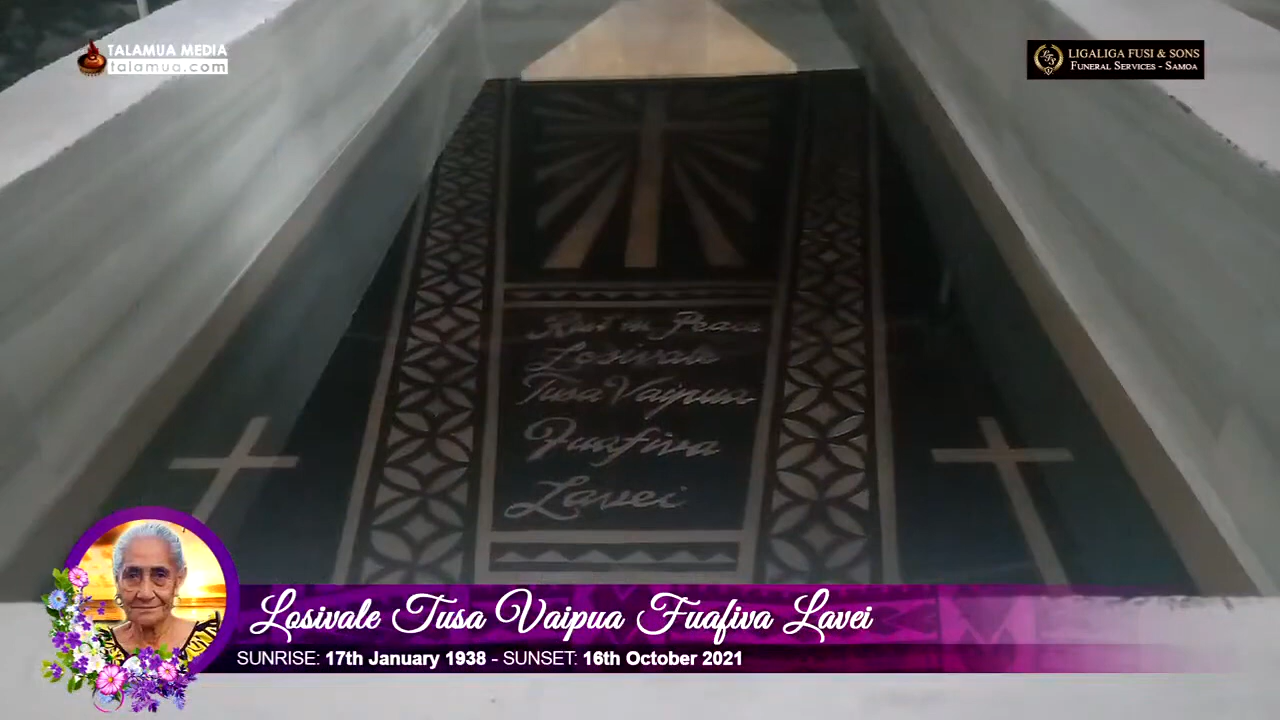 TALAMUA MEDIA
talamua.com
LIGALIGA FUSI & SONS
FUNERAL SERVICES - SAMOA
Rest in Peace
Losivale
Tusa Vaipua
Fuafiva
Lavei
Losivale Tusa Vaipua Fuafiva Lavei
SUNRISE: 17th January 1938 - SUNSET: 16th October 2021